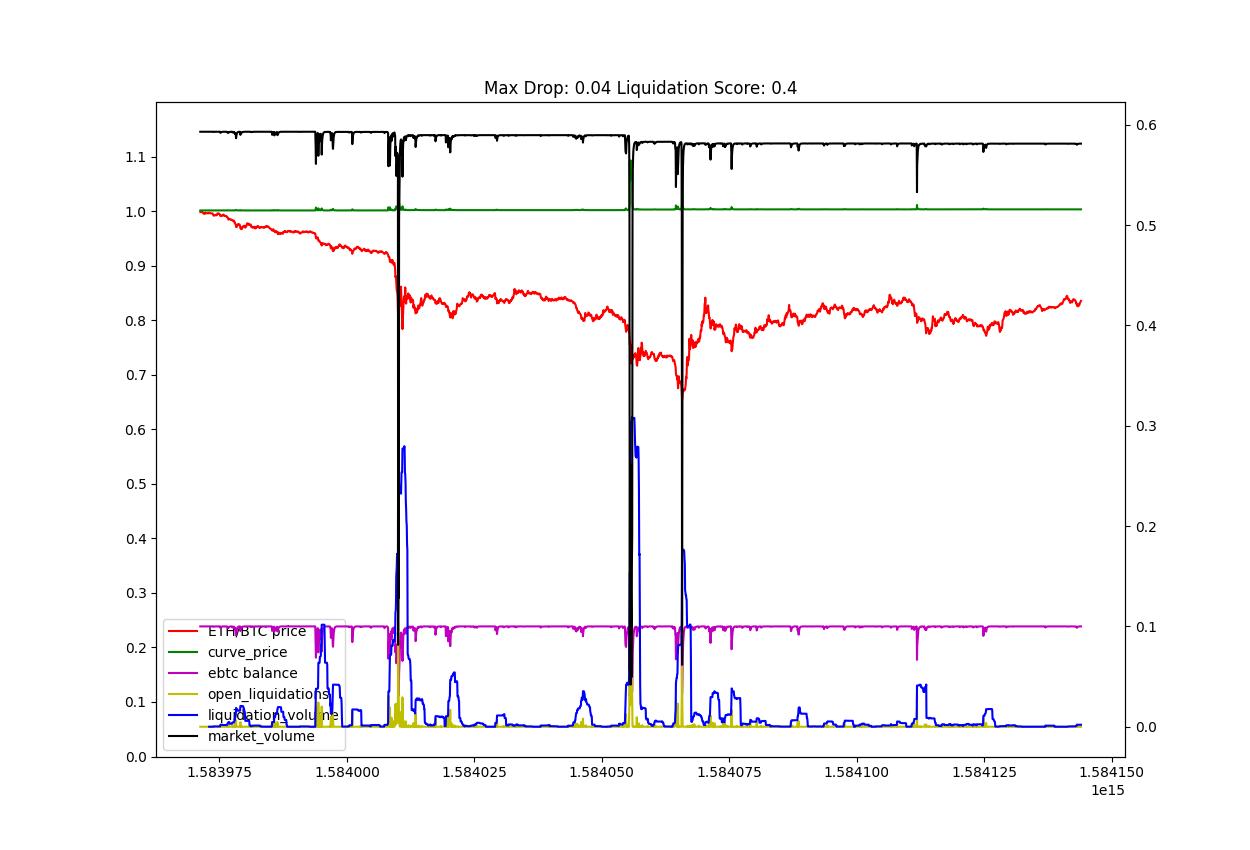 Max Drop: 0.04 Liquidation Score: 0.4
1.1
1.0
0.9
0.8
0.7
0.6
0.5
0.4
0.3
0.2
0.1
0.0
0.6
0.5
0.4
0.3
0.2
0.1
0.0
ETH/BTC price
curve_price
ebtc balance
open_liquidations
liquidation_volume
market_volume
1.583975 1.584000 1.584025 1.584050 1.584075 1.584100 1.584125 1.584150
1e15